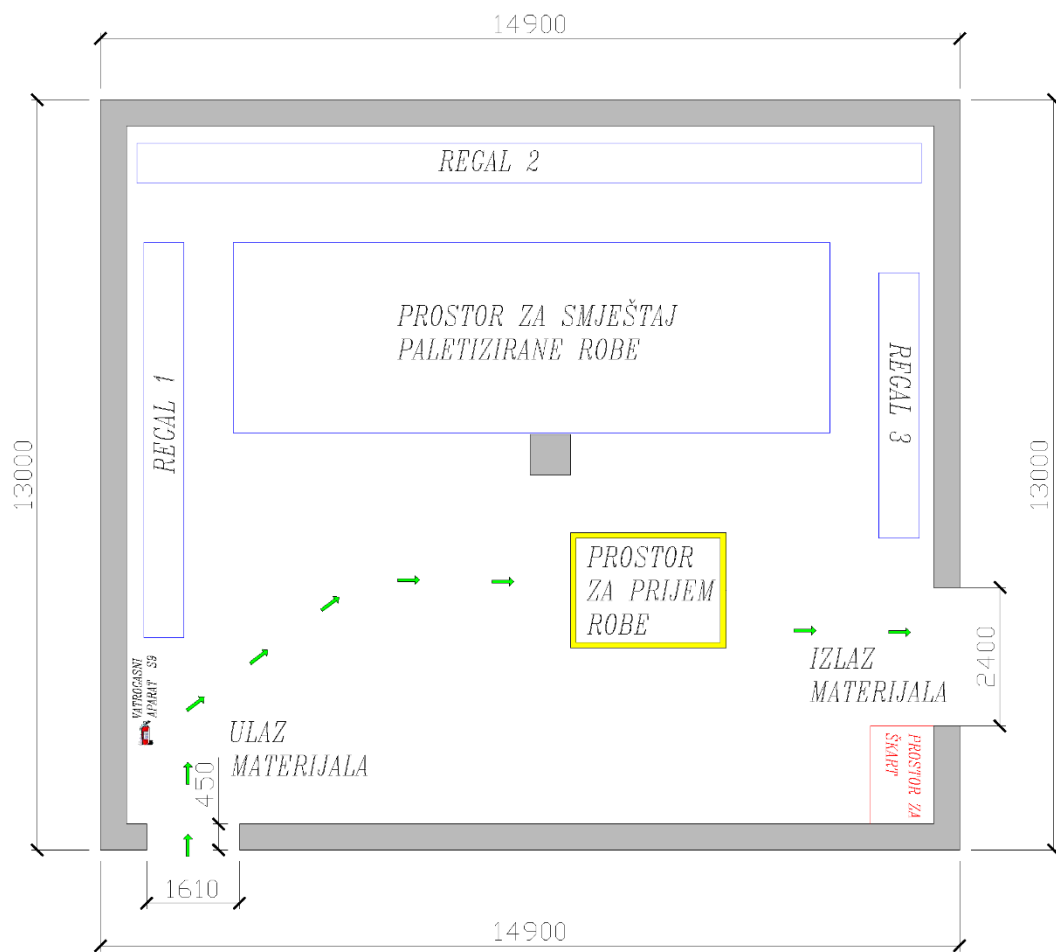 14900
REGAL 2
PROSTOR ZA SMJEŠTAJ
PALETIZIRANE ROBE
REGAL 1
REGAL 3
13000
13000
PROSTOR
ZA PRIJEM
ROBE
VATROGASNI
APARAT S9
IZLAZ
MATERIJALA
2400
ULAZ
MATERIJALA
PROSTOR ZA
ŠKART
450
1610
14900